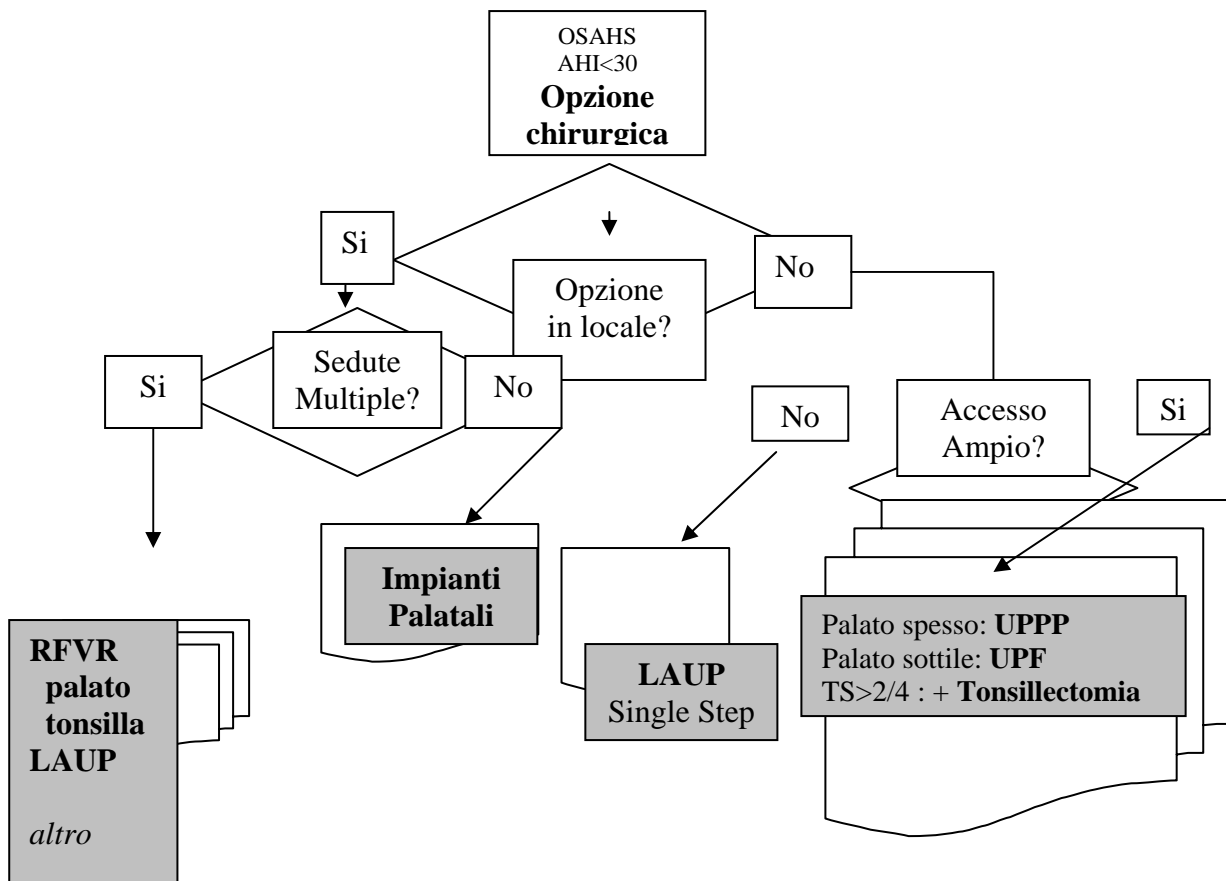 OSAHS
AHI<30
Opzione
chirurgica
Si
No
Opzione
in locale?
Si
Sedute
Multiple?
No
No
Accesso
Ampio?
Si
Impianti
Palatali
RFVR
palato
tonsilla
LAUP
altro
LAUP
Single Step
Palato spesso: UPPP
Palato sottile: UPF
TS>2/4 : + Tonsillectomia